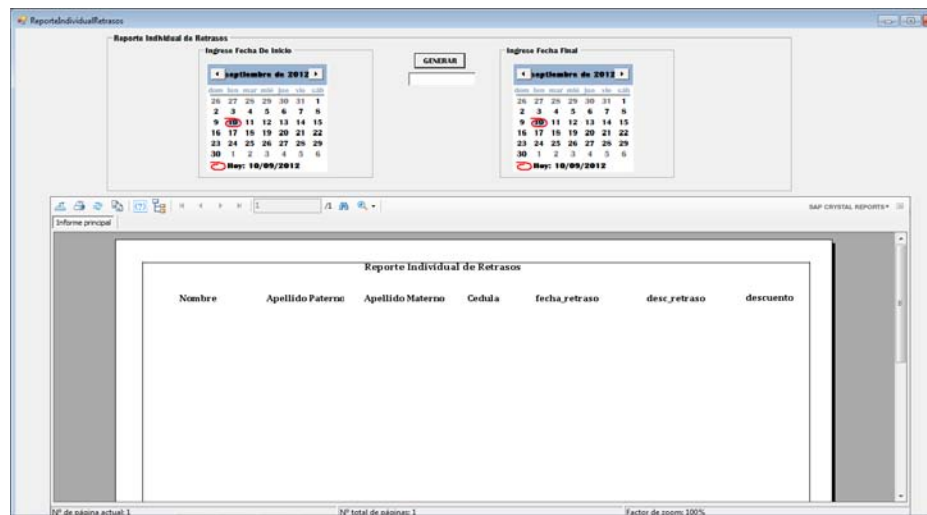 ReporteIndividualRetrasos
Reporte Individual de Retrasos
Ingrese Fecha De Inicio
GENERAR
Ingrese Fecha Final
septiembre de 2012
dom lun mar mié jue vie sáb
26 27 28 29 30 31 1
2 3 4 5 6 7 8
9 10 11 12 13 14 15
16 17 18 19 20 21 22
23 24 25 26 27 28 29
30 1 2 3 4 5 6
Hoy: 10/09/2012
septiembre de 2012
dom lun mar mié jue vie sáb
26 27 28 29 30 31 1
2 3 4 5 6 7 8
9 10 11 12 13 14 15
16 17 18 19 20 21 22
23 24 25 26 27 28 29
30 1 2 3 4 5 6
Hoy: 10/09/2012
1 /1 SAP CRYSTAL REPORTS
Informe principal
Reporte Individual de Retrasos
Nombre Apellido Paterno Apellido Materno Cedula fecha_retraso desc_retraso descuento
Nº de página actual: 1 Nº total de páginas: 1 Factor de zoom: 100%